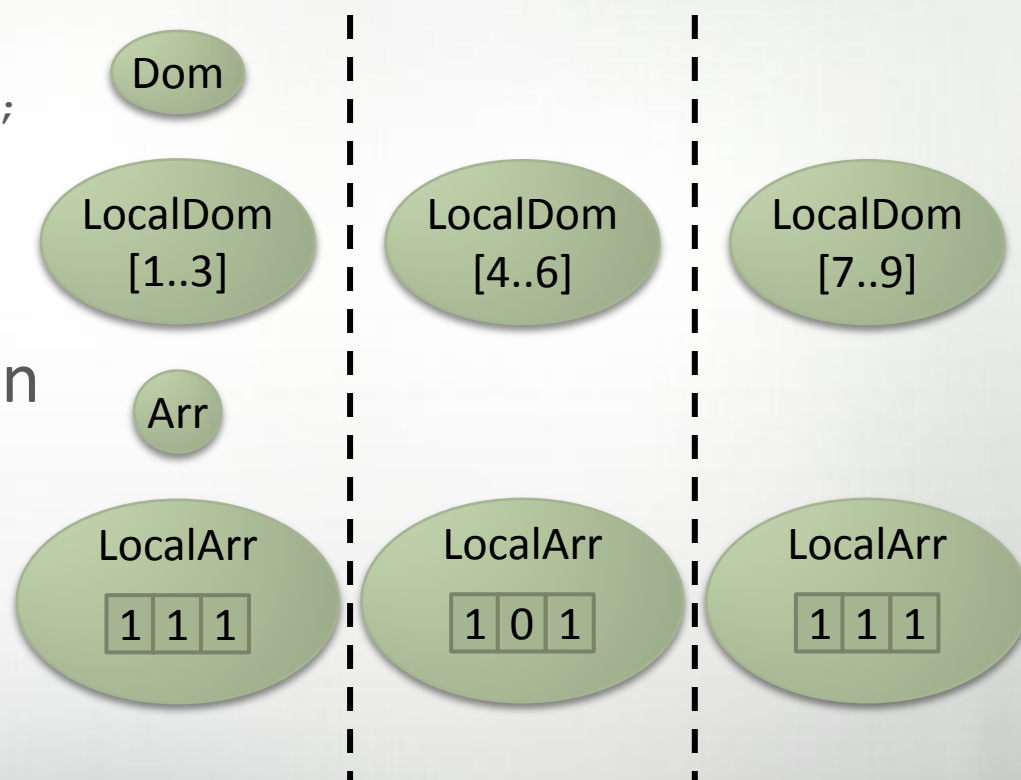 Dom
;
LocalDom LocalDom LocalDom
[1..3] [4..6] [7..9]
n
Arr
LocalArr LocalArr LocalArr
1 1 1 1 0 1 1 1 1